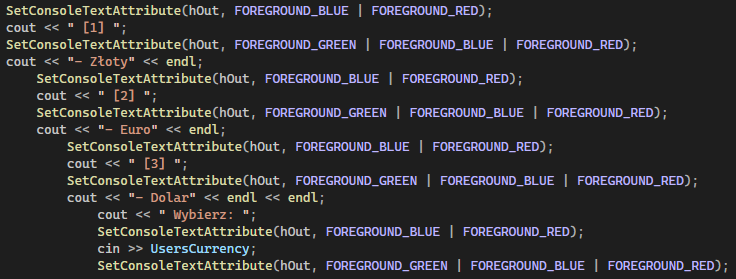 SetConsoleTextAttribute(hOut, FOREGROUND_BLUE | FOREGROUND_RED);
cout << " [1] ";
SetConsoleTextAttribute(hOut, FOREGROUND_GREEN | FOREGROUND_BLUE | FOREGROUND_RED);
cout << "- Złoty" << endl;
SetConsoleTextAttribute(hOut, FOREGROUND_BLUE | FOREGROUND_RED);
cout << " [2] ";
SetConsoleTextAttribute(hOut, FOREGROUND_GREEN | FOREGROUND_BLUE | FOREGROUND_RED);
cout << "- Euro" << endl;
SetConsoleTextAttribute(hOut, FOREGROUND_BLUE | FOREGROUND_RED);
cout << " [3] ";
SetConsoleTextAttribute(hOut, FOREGROUND_GREEN | FOREGROUND_BLUE | FOREGROUND_RED);
cout << "- Dolar" << endl << endl;
cout << " Wybierz: ";
SetConsoleTextAttribute(hOut, FOREGROUND_BLUE | FOREGROUND_RED);
cin >> UsersCurrency;
SetConsoleTextAttribute(hOut, FOREGROUND_GREEN | FOREGROUND_BLUE | FOREGROUND_RED);